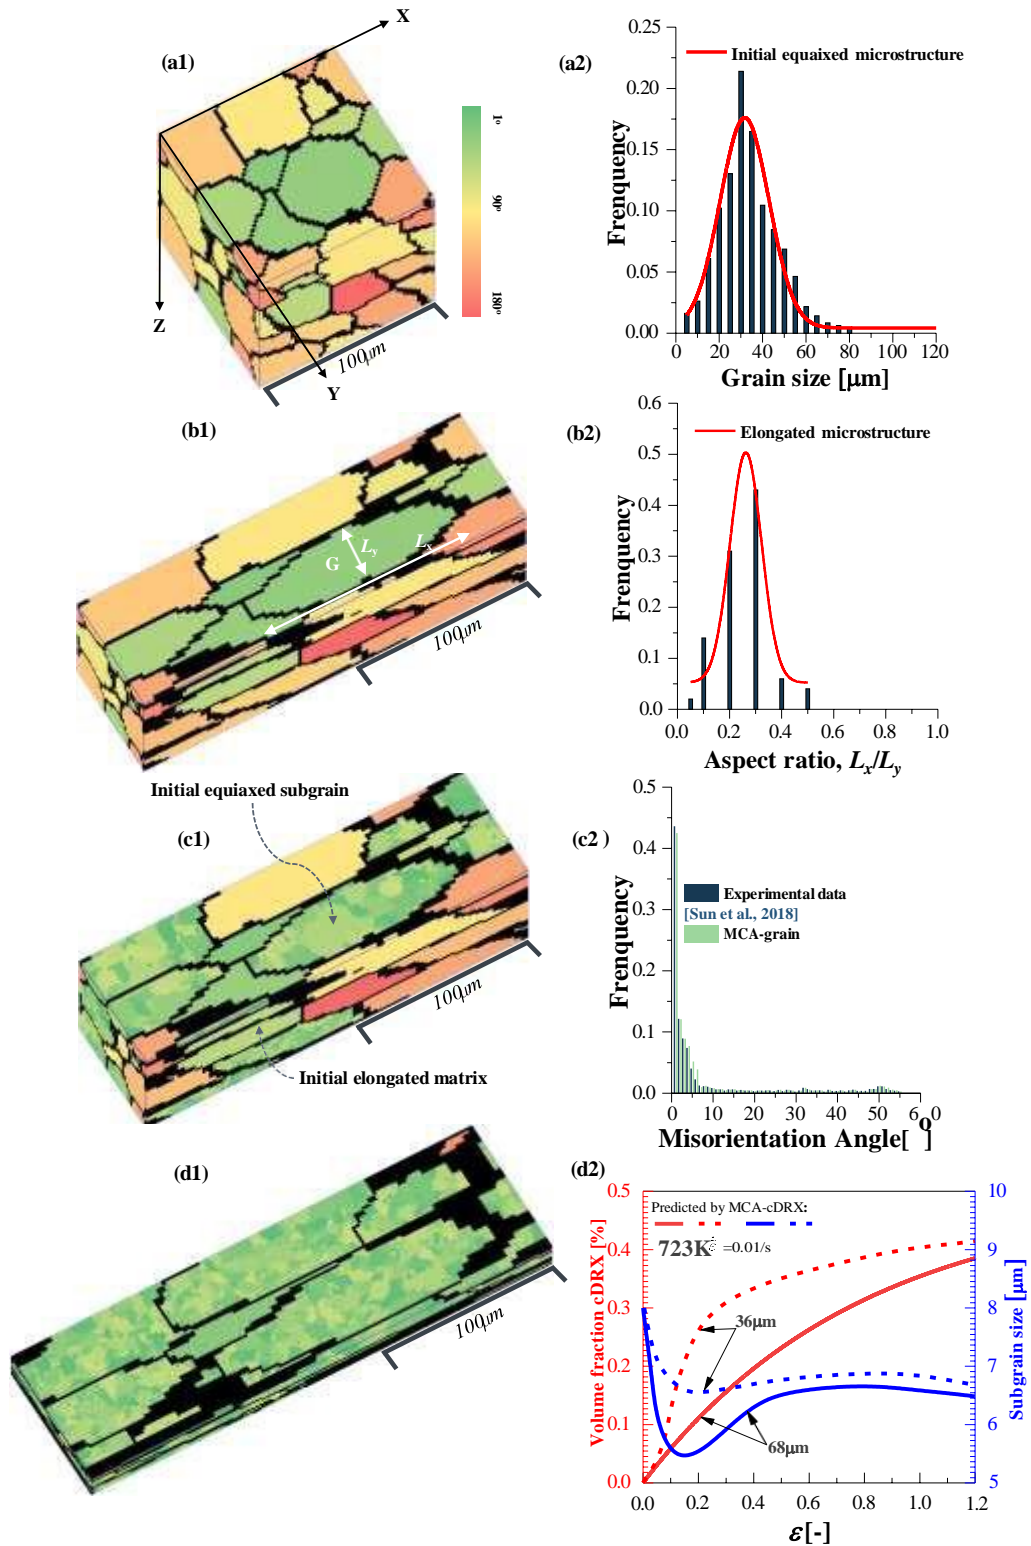 X
(a1)
1°
90°
180°
Z
Y
100μm
(a2)
Initial equaixed microstructure
0.25
0.20
0.15
0.10
0.05
0.00
Frenquency
0 20 40 60 80 100 120
Grain size [μm]
(b1)
Ly
Lx
G
100μm
(b2)
Elongated microstructure
0.6
0.5
0.4
0.3
0.2
0.1
0.0
Frenquency
0.0 0.2 0.4 0.6 0.8 1.0
Aspect ratio, Lx/Ly
Initial equiaxed subgrain
(c1)
100μm
Initial elongated matrix
(c2 )
0.5
0.4
0.3
0.2
0.1
0.0
Frenquency
Experimental data
[Sun et al., 2018]
MCA-grain
0 10 20 30 40 50 6 0
Misorientation Angle[ o ]
(d1)
100μm
(d2)
Predicted by MCA-cDRX:
723K ε̇ =0.01/s
36μm
68μm
0.5
0.4
0.3
0.2
0.1
0.0
Volume fraction cDRX [%]
10
9
8
7
6
5
Subgrain size [μm]
0.0 0.2 0.4 0.6 0.8 1.0 1.2
ε[-]